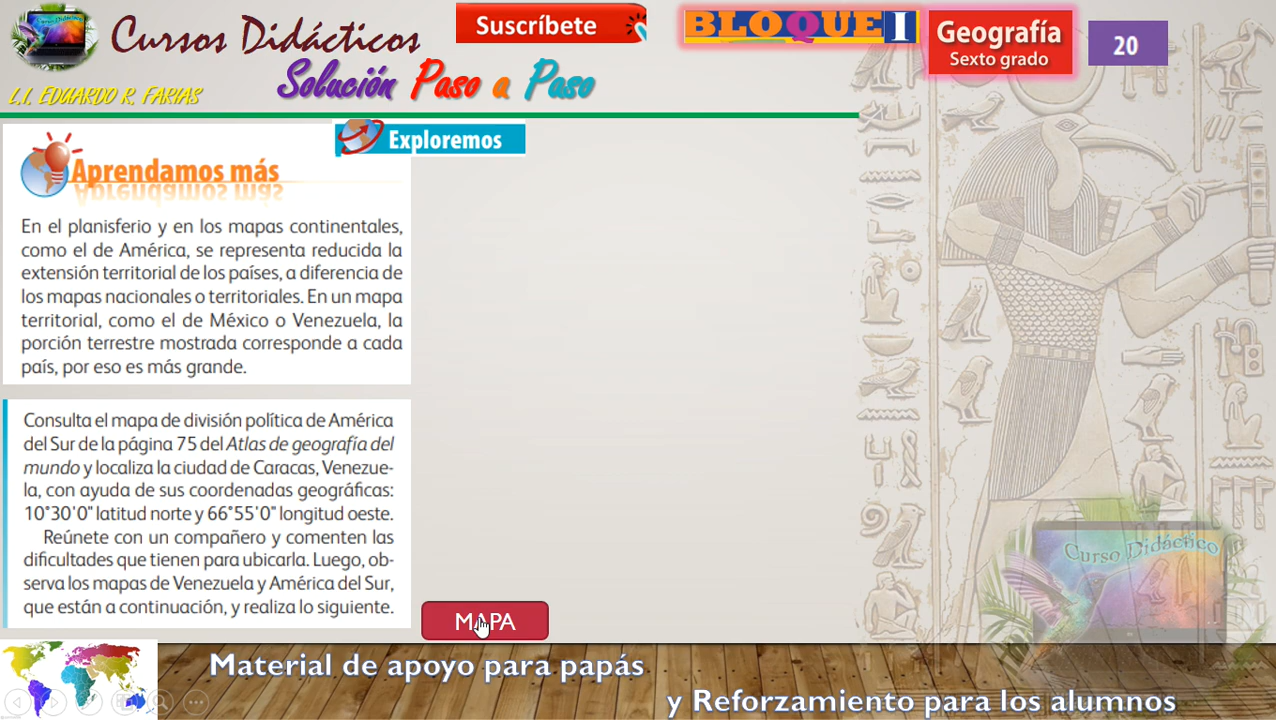 Cursos Didácticos
Suscríbete
BLOQUE I
Geografía
Sexto grado
20
Solución Paso a Paso
L.I. EDUARDO R. FARIAS
Exploremos
Aprendamos más
En el planisferio y en los mapas continentales,
como el de América, se representa reducida la
extensión territorial de los países, a diferencia de
los mapas nacionales o territoriales. En un mapa
territorial, como el de México o Venezuela, la
porción terrestre mostrada corresponde a cada
país, por eso es más grande.
Consulta el mapa de división política de América
del Sur de la página 75 del Atlas de geografía del
mundo y localiza la ciudad de Caracas, Venezue-
la, con ayuda de sus coordenadas geográficas:
10°30'0" latitud norte y 66°55'0" longitud oeste.
Reúnete con un compañero y comenten las
dificultades que tienen para ubicarla. Luego, ob-
serva los mapas de Venezuela y América del Sur,
que están a continuación, y realiza lo siguiente.
MAPA
Curso Didáctico
Material de apoyo para papás
y Reforzamiento para los alumnos